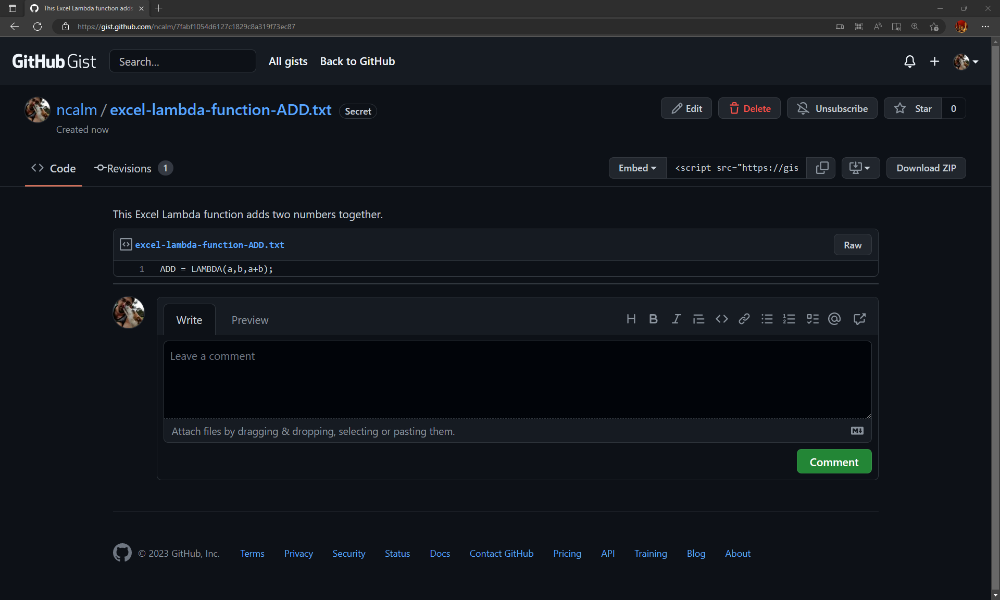 This Excel Lambda function adds
https://gist.github.com/ncalm/7fabf1054d6127c1829c8a319f73ec87
GitHub Gist Search... All gists Back to GitHub
ncalm / excel-lambda-function-ADD.txt Secret Edit Delete Unsubscribe Star 0
Created now
Code Revisions 1 Embed <script src="https://gis Download ZIP
This Excel Lambda function adds two numbers together.
excel-lambda-function-ADD.txt Raw
1 ADD = LAMBDA(a,b,a+b);
Write Preview
Leave a comment
Attach files by dragging & dropping, selecting or pasting them.
Comment
© 2023 GitHub, Inc. Terms Privacy Security Status Docs Contact GitHub Pricing API Training Blog About